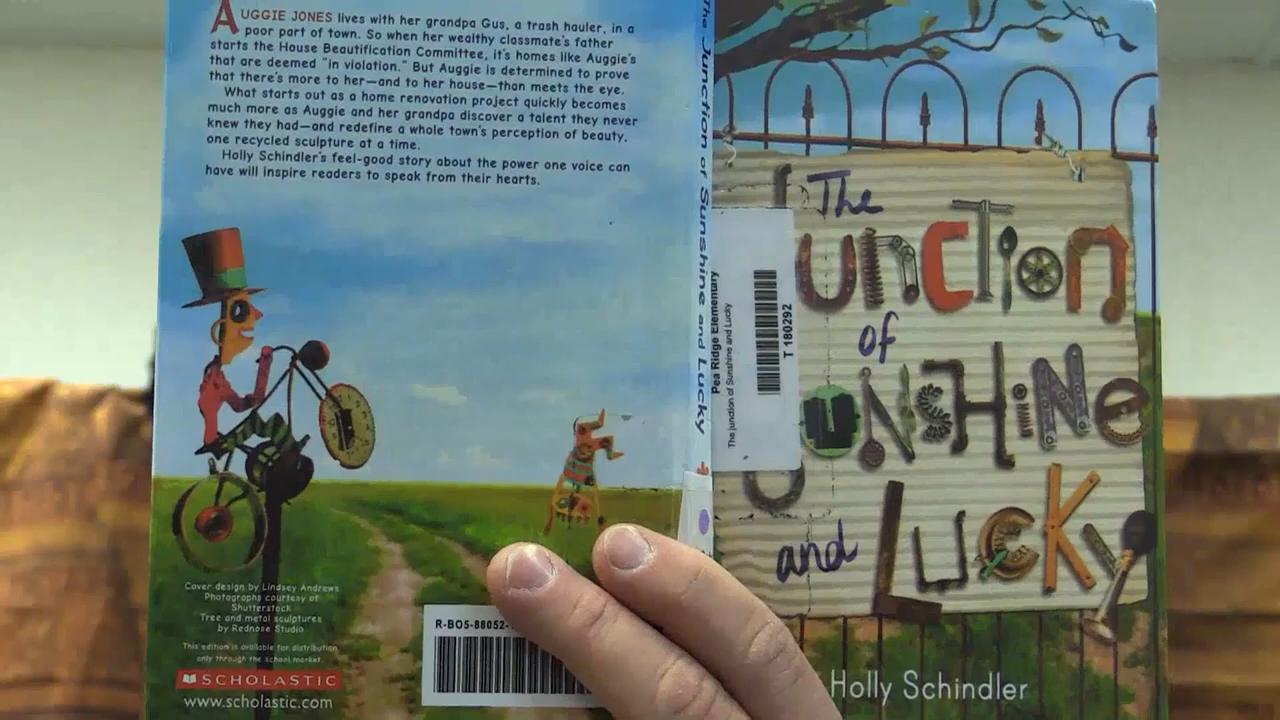 AUGGIE JONES lives with her grandpa Gus, a trash hauler, in a
poor part of town. So when her wealthy classmate's father
starts the House Beautification Committee, it's homes like Auggie's
that are deemed "in violation." But Auggie is determined to prove
that there's more to her—and to her house—than meets the eye.
What starts out as a home renovation project quickly becomes
much more as Auggie and her grandpa discover a talent they never
knew they had—and redefine a whole town's perception of beauty,
one recycled sculpture at a time.
Holly Schindler's feel-good story about the power one voice can
have will inspire readers to speak from their hearts.
Cover design by Lindsey Andrews
Photographs courtesy of
Shutterstock
Tree and metal sculptures
by Rednose Studio
This edition is available for distribution
only through the school market.
SCHOLASTIC
www.scholastic.com
R-BO5-88052-
The Junction of Sunshine and Lucky
Pea Ridge Elementary
The junction of Sunshine and Lucky
T 180292
The
Junction
of
Sunshine
and Lucky
Holly Schindler